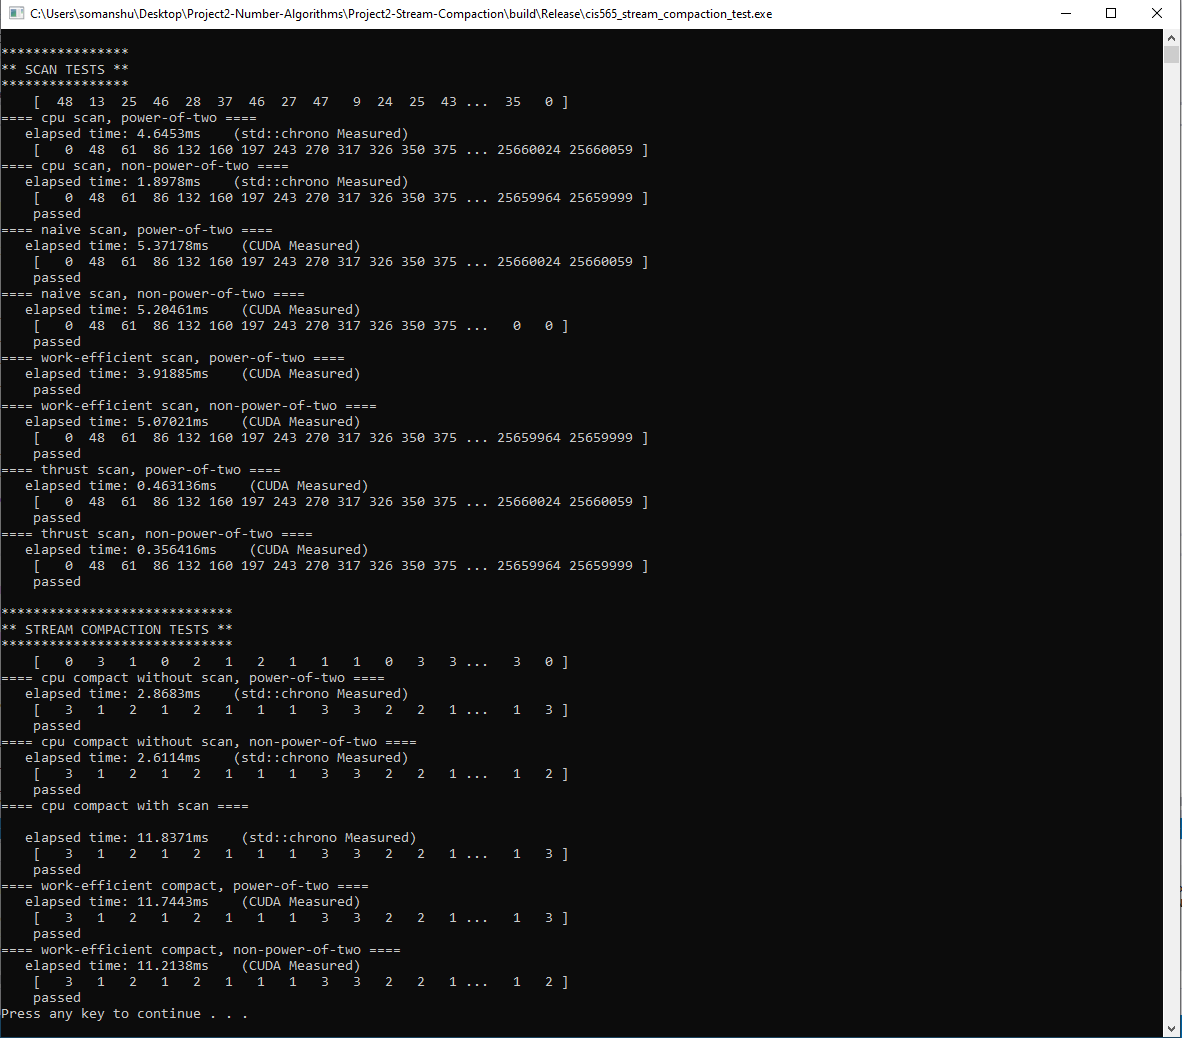 C:\Users\somanshu\Desktop\Project2-Number-Algorithms\Project2-Stream-Compaction\build\Release\cis565_stream_compaction_test.exe
****************
** SCAN TESTS **
****************
    [  48  13  25  46  28  37  46  27  47   9  24  25  43 ...  35   0 ]
==== cpu scan, power-of-two ====
   elapsed time: 4.6453ms    (std::chrono Measured)
    [   0  48  61  86 132 160 197 243 270 317 326 350 375 ... 25660024 25660059 ]
==== cpu scan, non-power-of-two ====
   elapsed time: 1.8978ms    (std::chrono Measured)
    [   0  48  61  86 132 160 197 243 270 317 326 350 375 ... 25659964 25659999 ]
    passed
==== naive scan, power-of-two ====
   elapsed time: 5.37178ms    (CUDA Measured)
    [   0  48  61  86 132 160 197 243 270 317 326 350 375 ... 25660024 25660059 ]
    passed
==== naive scan, non-power-of-two ====
   elapsed time: 5.20461ms    (CUDA Measured)
    [   0  48  61  86 132 160 197 243 270 317 326 350 375 ...   0   0 ]
    passed
==== work-efficient scan, power-of-two ====
   elapsed time: 3.91885ms    (CUDA Measured)
    passed
==== work-efficient scan, non-power-of-two ====
   elapsed time: 5.07021ms    (CUDA Measured)
    [   0  48  61  86 132 160 197 243 270 317 326 350 375 ... 25659964 25659999 ]
    passed
==== thrust scan, power-of-two ====
   elapsed time: 0.463136ms    (CUDA Measured)
    [   0  48  61  86 132 160 197 243 270 317 326 350 375 ... 25660024 25660059 ]
    passed
==== thrust scan, non-power-of-two ====
   elapsed time: 0.356416ms    (CUDA Measured)
    [   0  48  61  86 132 160 197 243 270 317 326 350 375 ... 25659964 25659999 ]
    passed
*****************************
** STREAM COMPACTION TESTS **
*****************************
    [   0   3   1   0   2   1   2   1   1   1   0   3   3 ...   3   0 ]
==== cpu compact without scan, power-of-two ====
   elapsed time: 2.8683ms    (std::chrono Measured)
    [   3   1   2   1   2   1   1   1   3   3   2   2   1 ...   1   3 ]
    passed
==== cpu compact without scan, non-power-of-two ====
   elapsed time: 2.6114ms    (std::chrono Measured)
    [   3   1   2   1   2   1   1   1   3   3   2   2   1 ...   1   2 ]
    passed
==== cpu compact with scan ====
   elapsed time: 11.8371ms    (std::chrono Measured)
    [   3   1   2   1   2   1   1   1   3   3   2   2   1 ...   1   3 ]
    passed
==== work-efficient compact, power-of-two ====
   elapsed time: 11.7443ms    (CUDA Measured)
    [   3   1   2   1   2   1   1   1   3   3   2   2   1 ...   1   3 ]
    passed
==== work-efficient compact, non-power-of-two ====
   elapsed time: 11.2138ms    (CUDA Measured)
    [   3   1   2   1   2   1   1   1   3   3   2   2   1 ...   1   2 ]
    passed
Press any key to continue . . .